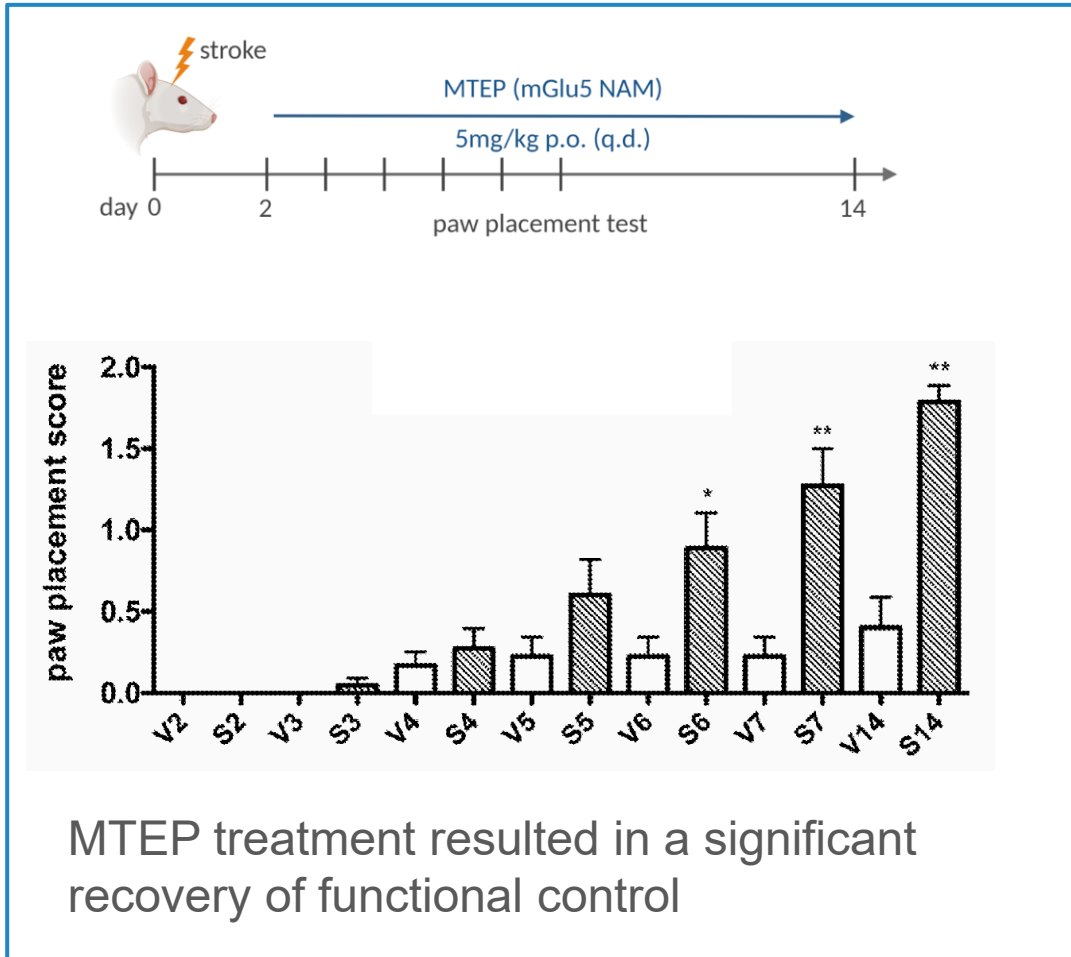 stroke
MTEP (mGlu5 NAM)
5mg/kg p.o. (q.d.)
day 0
2
14
paw placement test
paw placement score
2.0
1.5
1.0
0.5
0.0
*
**
**
V2 S2 V3 S3 V4 S4 V5 S5 V6 S6 V7 S7 V14 S14
MTEP treatment resulted in a significant
recovery of functional control